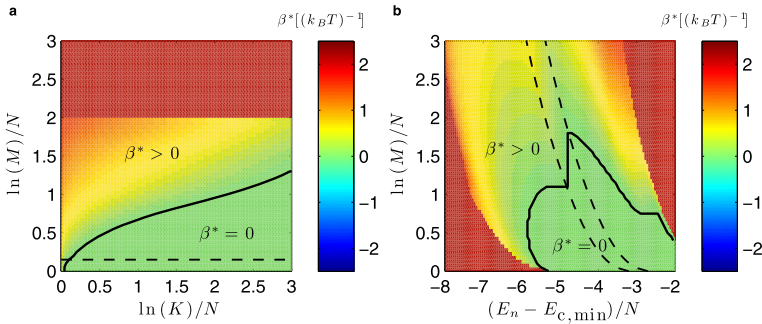 a
β*[(k_BT)⁻¹]
3
2.5
2
1.5
1
0.5
0
ln(M)/N
β* > 0
β* = 0
0 0.5 1 1.5 2 2.5 3
ln(K)/N
2
1
0
−1
−2
b
β*[(k_BT)⁻¹]
3
2.5
2
1.5
1
0.5
0
ln(M)/N
β* > 0
β* = 0
−8 −7 −6 −5 −4 −3 −2
(E_n − E_c,min)/N
2
1
0
−1
−2